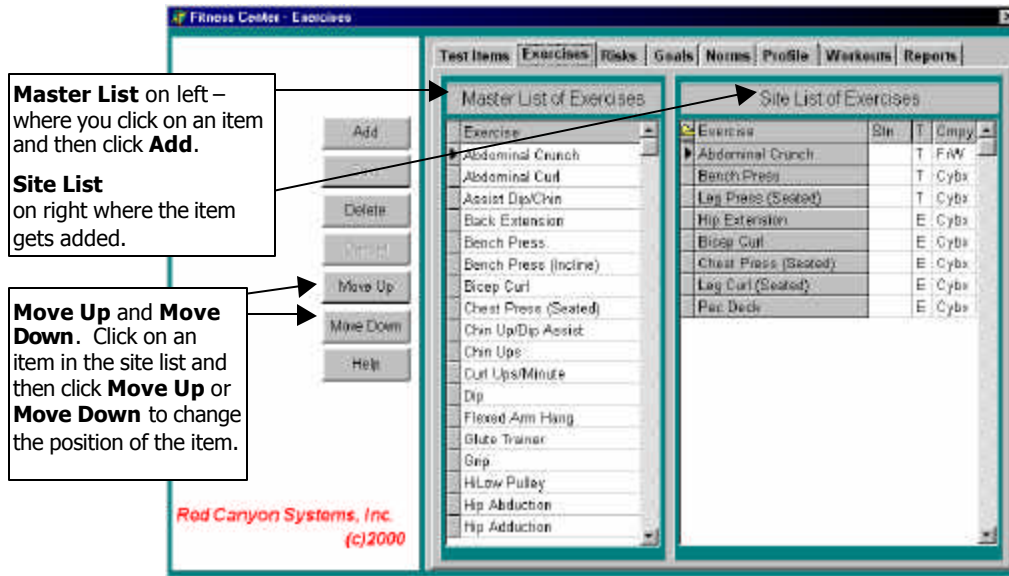 Fitness Center - Exercises
Test Items Exercises Risks Goals Norms Profile Workouts Reports
Master List on left –
where you click on an item
and then click Add.
Site List
on right where the item
gets added.
Move Up and Move
Down. Click on an
item in the site list and
then click Move Up or
Move Down to change
the position of the item.
Add
Delete
Cancel
Move Up
Move Down
Help
Red Canyon Systems, Inc.
(c)2000
Master List of Exercises
Exercise
Abdominal Crunch
Abdominal Curl
Assist Dip/Chin
Back Extension
Bench Press
Bench Press (Incline)
Bicep Curl
Chest Press (Seated)
Chin Up/Dip Assist
Chin Ups
Curl Ups/Minute
Dip
Flexed Arm Hang
Glute Trainer
Grip
HiLow Pulley
Hip Abduction
Hip Adduction
Site List of Exercises
Exercise Stn T Cmpy
Abdominal Crunch T FrW
Bench Press T Cybx
Leg Press (Seated) T Cybx
Hip Extension E Cybx
Bicep Curl E Cybx
Chest Press (Seated) E Cybx
Leg Curl (Seated) E Cybx
Pec Deck E Cybx